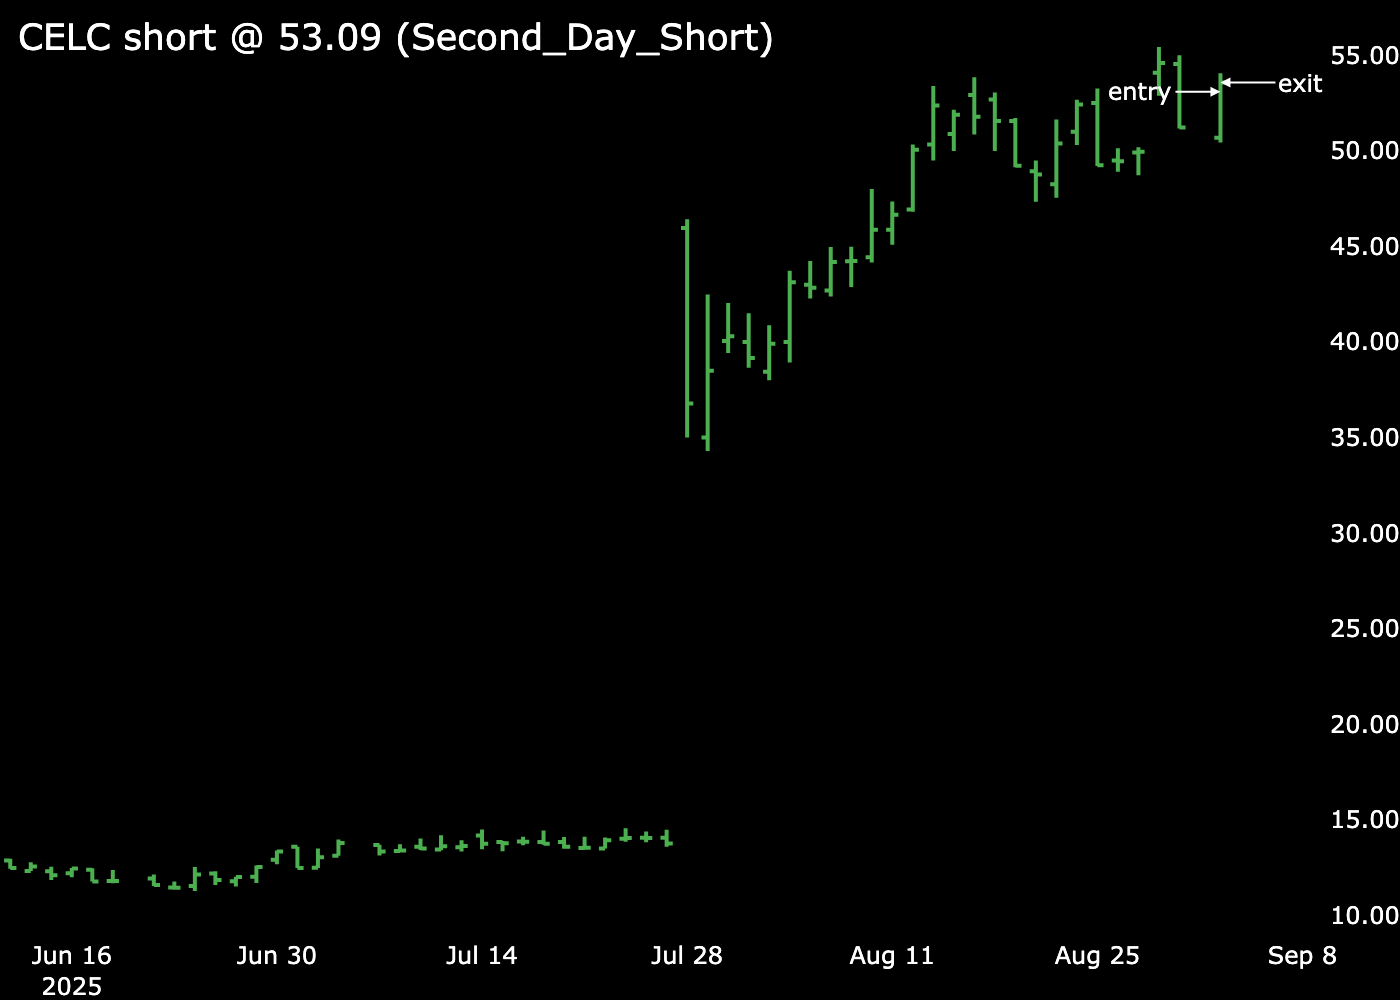 CELC short @ 53.09 (Second_Day_Short)
55.00
exit
entry
50.00
45.00
40.00
35.00
30.00
25.00
20.00
15.00
10.00
Jun 16
2025
Jun 30
Jul 14
Jul 28
Aug 11
Aug 25
Sep 8